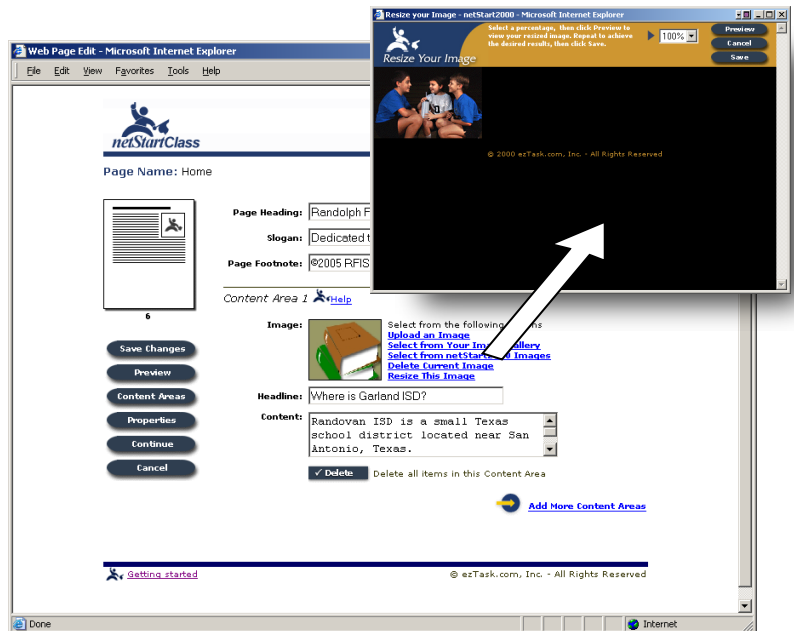 Resize your Image - netStart2000 - Microsoft Internet Explorer
Select a percentage, then click Preview to
view your resized image. Repeat to achieve
the desired results, then click Save.
100%
Preview
Cancel
Save
Resize Your Image
© 2000 ezTask.com, Inc. - All Rights Reserved
Web Page Edit - Microsoft Internet Explorer
File Edit View Favorites Tools Help
netStartClass
Page Name: Home
Page Heading: Randolph F
Slogan: Dedicated t
Page Footnote: ©2005 RFIS
6
Content Area 1 Help
Image: Select from the following
Upload an Image
Select from Your
Select from Images
Delete Current Image
Resize This Image
Save Changes
Preview
Content Areas
Properties
Continue
Cancel
Headline: Where is Garland ISD?
Content: Randovan ISD is a small Texas
school district located near San
Antonio, Texas.
✓ Delete Delete all items in this Content Area
Add More Content Areas
Getting started
© ezTask.com, Inc. - All Rights Reserved
Done
Internet